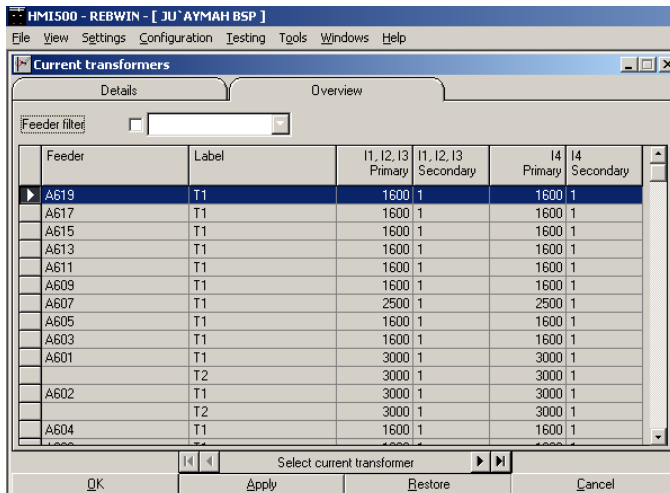 HMI500 - REBWIN - [ JU`AYMAH BSP ]
File View Settings Configuration Testing Tools Windows Help
Current transformers
Details Overview
Feeder filter
Feeder Label I1, I2, I3 Primary I1, I2, I3 Secondary I4 Primary I4 Secondary
A619 T1 1600 1 1600 1
A617 T1 1600 1 1600 1
A615 T1 1600 1 1600 1
A613 T1 1600 1 1600 1
A611 T1 1600 1 1600 1
A609 T1 1600 1 1600 1
A607 T1 2500 1 2500 1
A605 T1 1600 1 1600 1
A603 T1 1600 1 1600 1
A601 T1 3000 1 3000 1
T2 3000 1 3000 1
A602 T1 3000 1 3000 1
T2 3000 1 3000 1
A604 T1 1600 1 1600 1
Select current transformer
OK Apply Restore Cancel